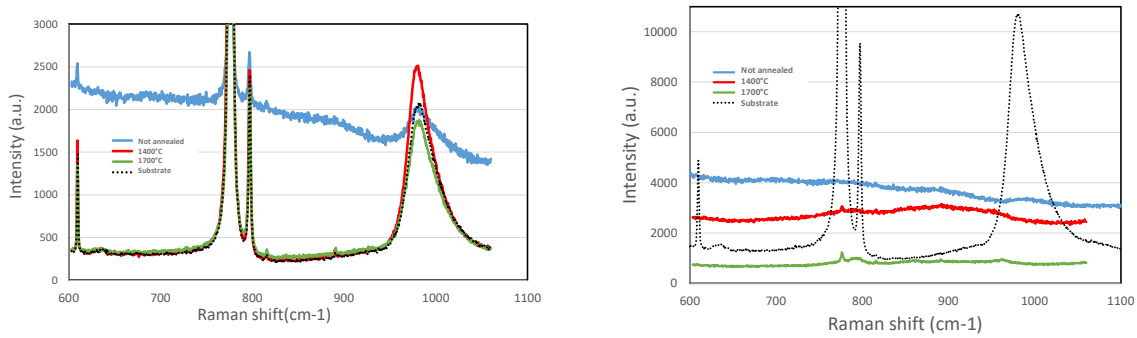 3000
2500
2000
1500
1000
500
0
Intensity (a.u.)
Not annealed
1400°C
1700°C
Substrate
600 700 800 900 1000 1100
Raman shift(cm-1)
10000
8000
6000
4000
2000
0
Intensity (a.u.)
Not annealed
1400°C
1700°C
Substrate
600 700 800 900 1000 1100
Raman shift (cm-1)